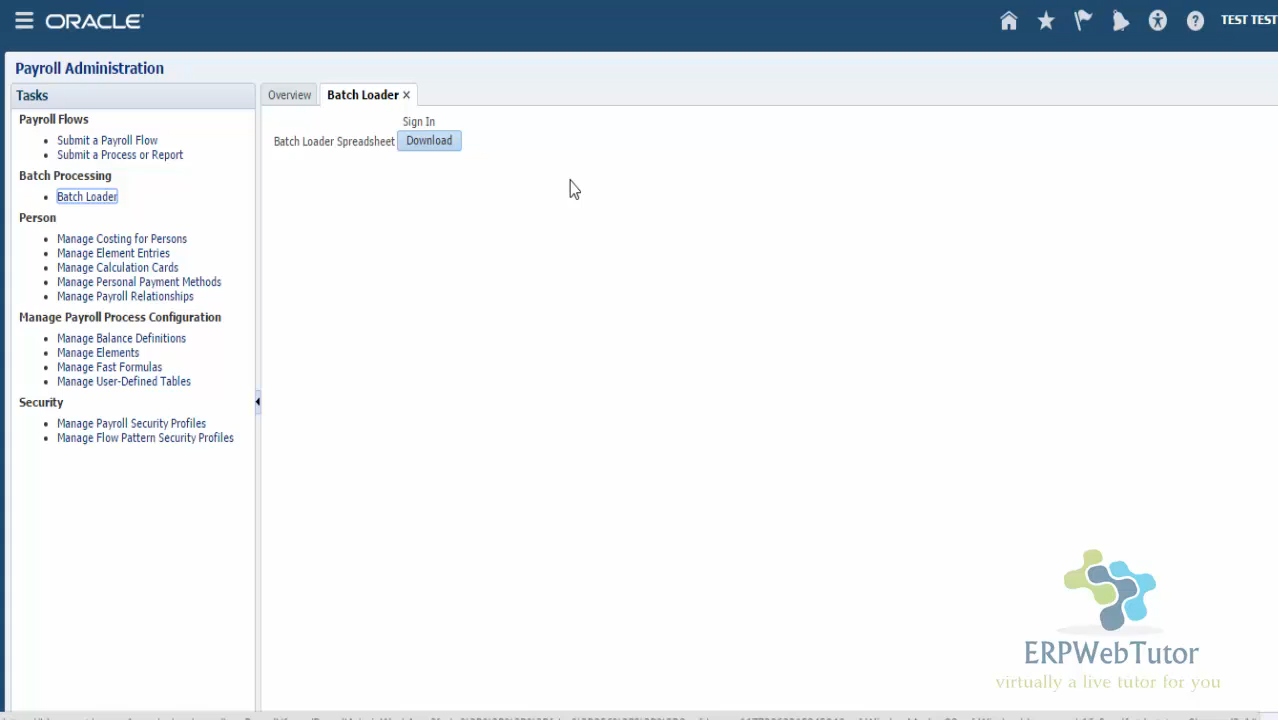 ORACLE
TEST TEST
Payroll Administration
Tasks
Payroll Flows
Submit a Payroll Flow
Submit a Process or Report
Batch Processing
Batch Loader
Person
Manage Costing for Persons
Manage Element Entries
Manage Calculation Cards
Manage Personal Payment Methods
Manage Payroll Relationships
Manage Payroll Process Configuration
Manage Balance Definitions
Manage Elements
Manage Fast Formulas
Manage User-Defined Tables
Security
Manage Payroll Security Profiles
Manage Flow Pattern Security Profiles
Overview
Batch Loader
Sign In
Batch Loader Spreadsheet Download
ERPWebTutor
virtually a live tutor for you